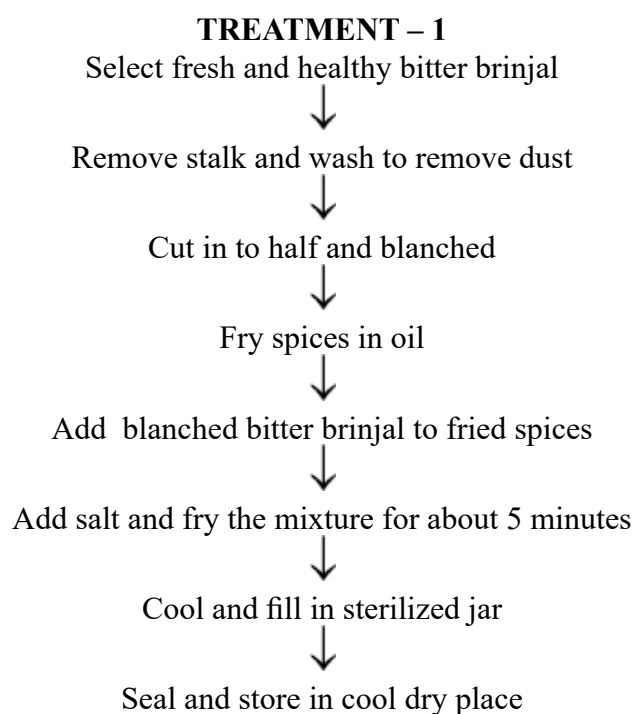 TREATMENT – 1
Select fresh and healthy bitter brinjal
Remove stalk and wash to remove dust
Cut in to half and blanched
Fry spices in oil
Add blanched bitter brinjal to fried spices
Add salt and fry the mixture for about 5 minutes
Cool and fill in sterilized jar
Seal and store in cool dry place